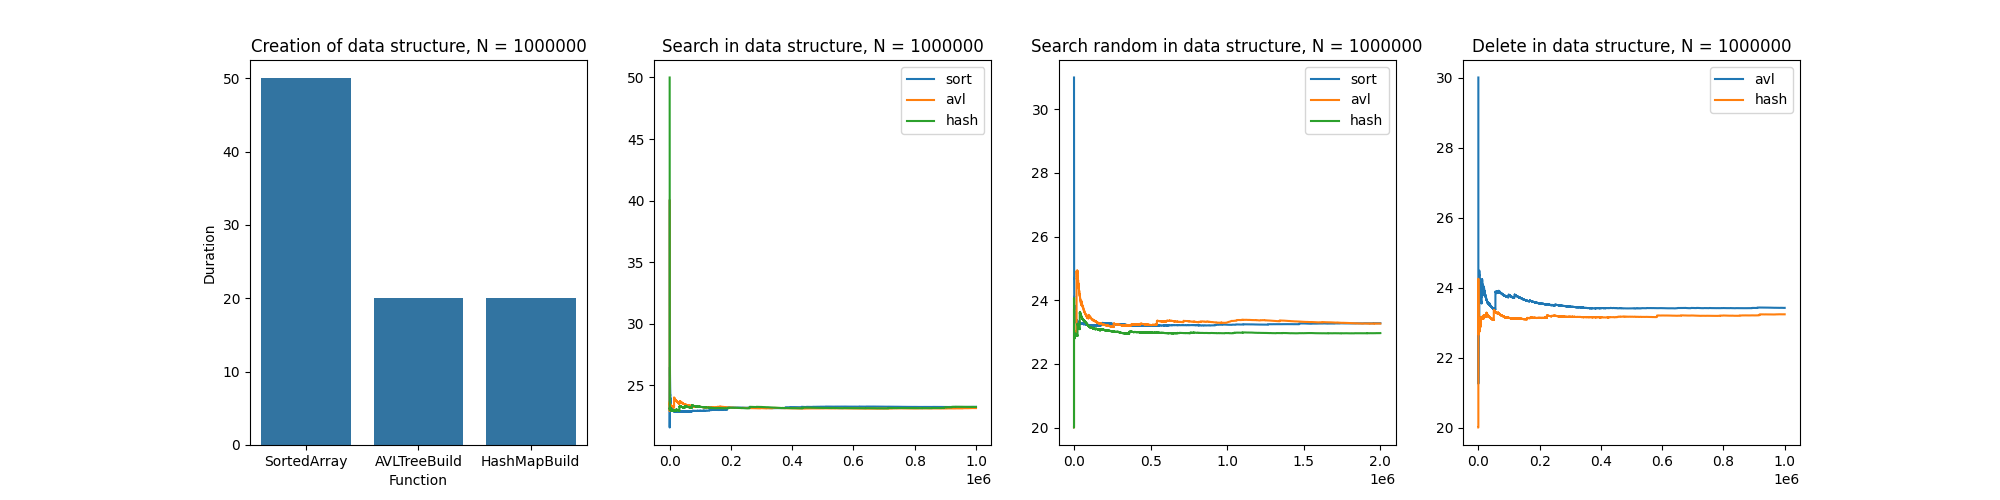 Creation of data structure, N = 1000000
50
40
30
20
10
0
Duration
SortedArray
AVLTreeBuild
HashMapBuild
Function
Search in data structure, N = 1000000
sort
avl
hash
50
45
40
35
30
25
0.0
0.2
0.4
0.6
0.8
1.0
1e6
Search random in data structure, N = 1000000
sort
avl
hash
30
28
26
24
22
20
0.0
0.5
1.0
1.5
2.0
1e6
Delete in data structure, N = 1000000
avl
hash
30
28
26
24
22
20
0.0
0.2
0.4
0.6
0.8
1.0
1e6